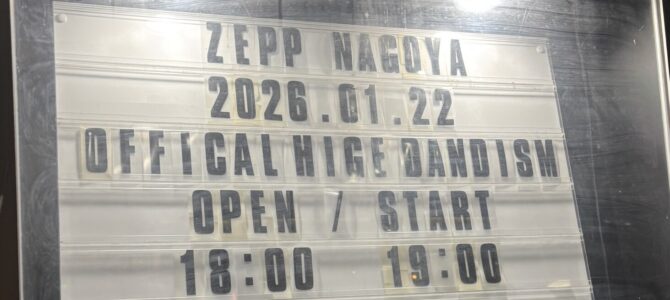 ZEPP NAGOYA
2026.01.22
OFFICAL HIGE DANDISM
OPEN / START
18:00 19:00